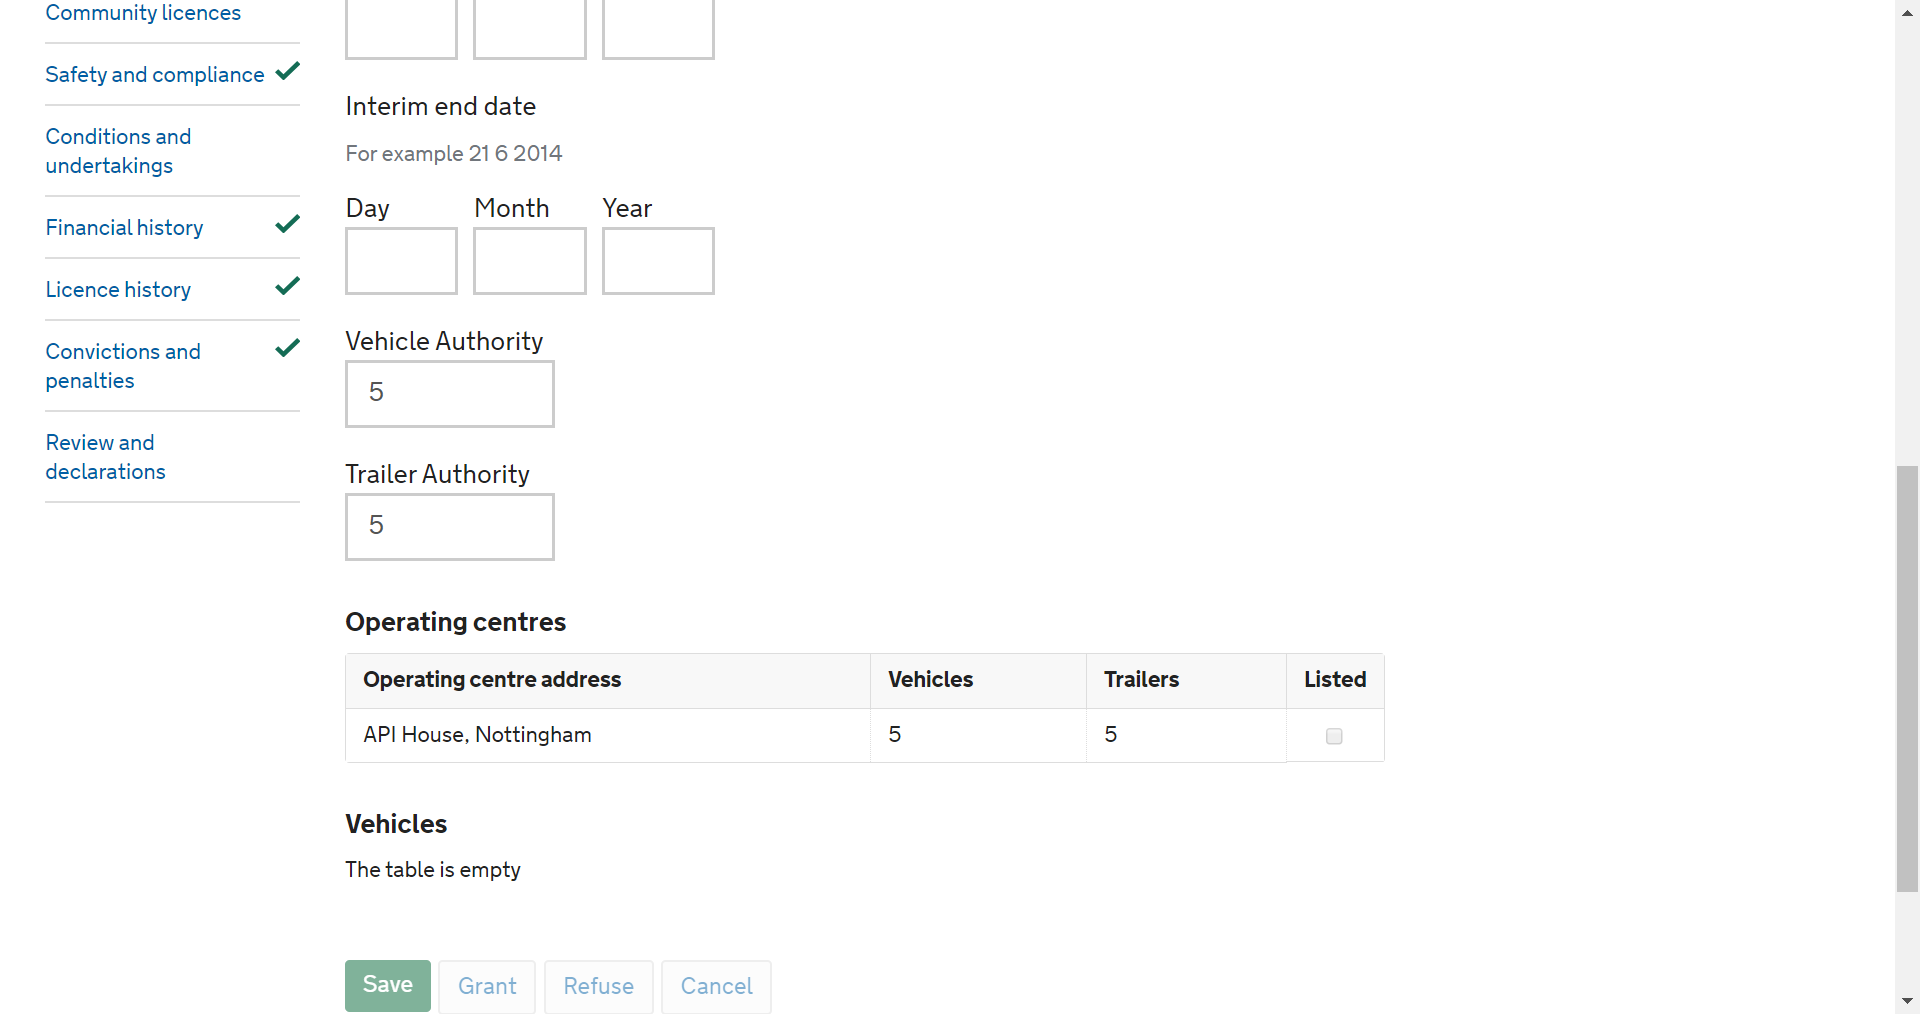 Community licences
Safety and compliance
Conditions and
undertakings
Financial history
Licence history
Convictions and
penalties
Review and
declarations
Interim end date
For example 21 6 2014
Day Month Year
Vehicle Authority
5
Trailer Authority
5
Operating centres
Operating centre address Vehicles Trailers Listed
API House, Nottingham 5 5
Vehicles
The table is empty
Save Grant Refuse Cancel